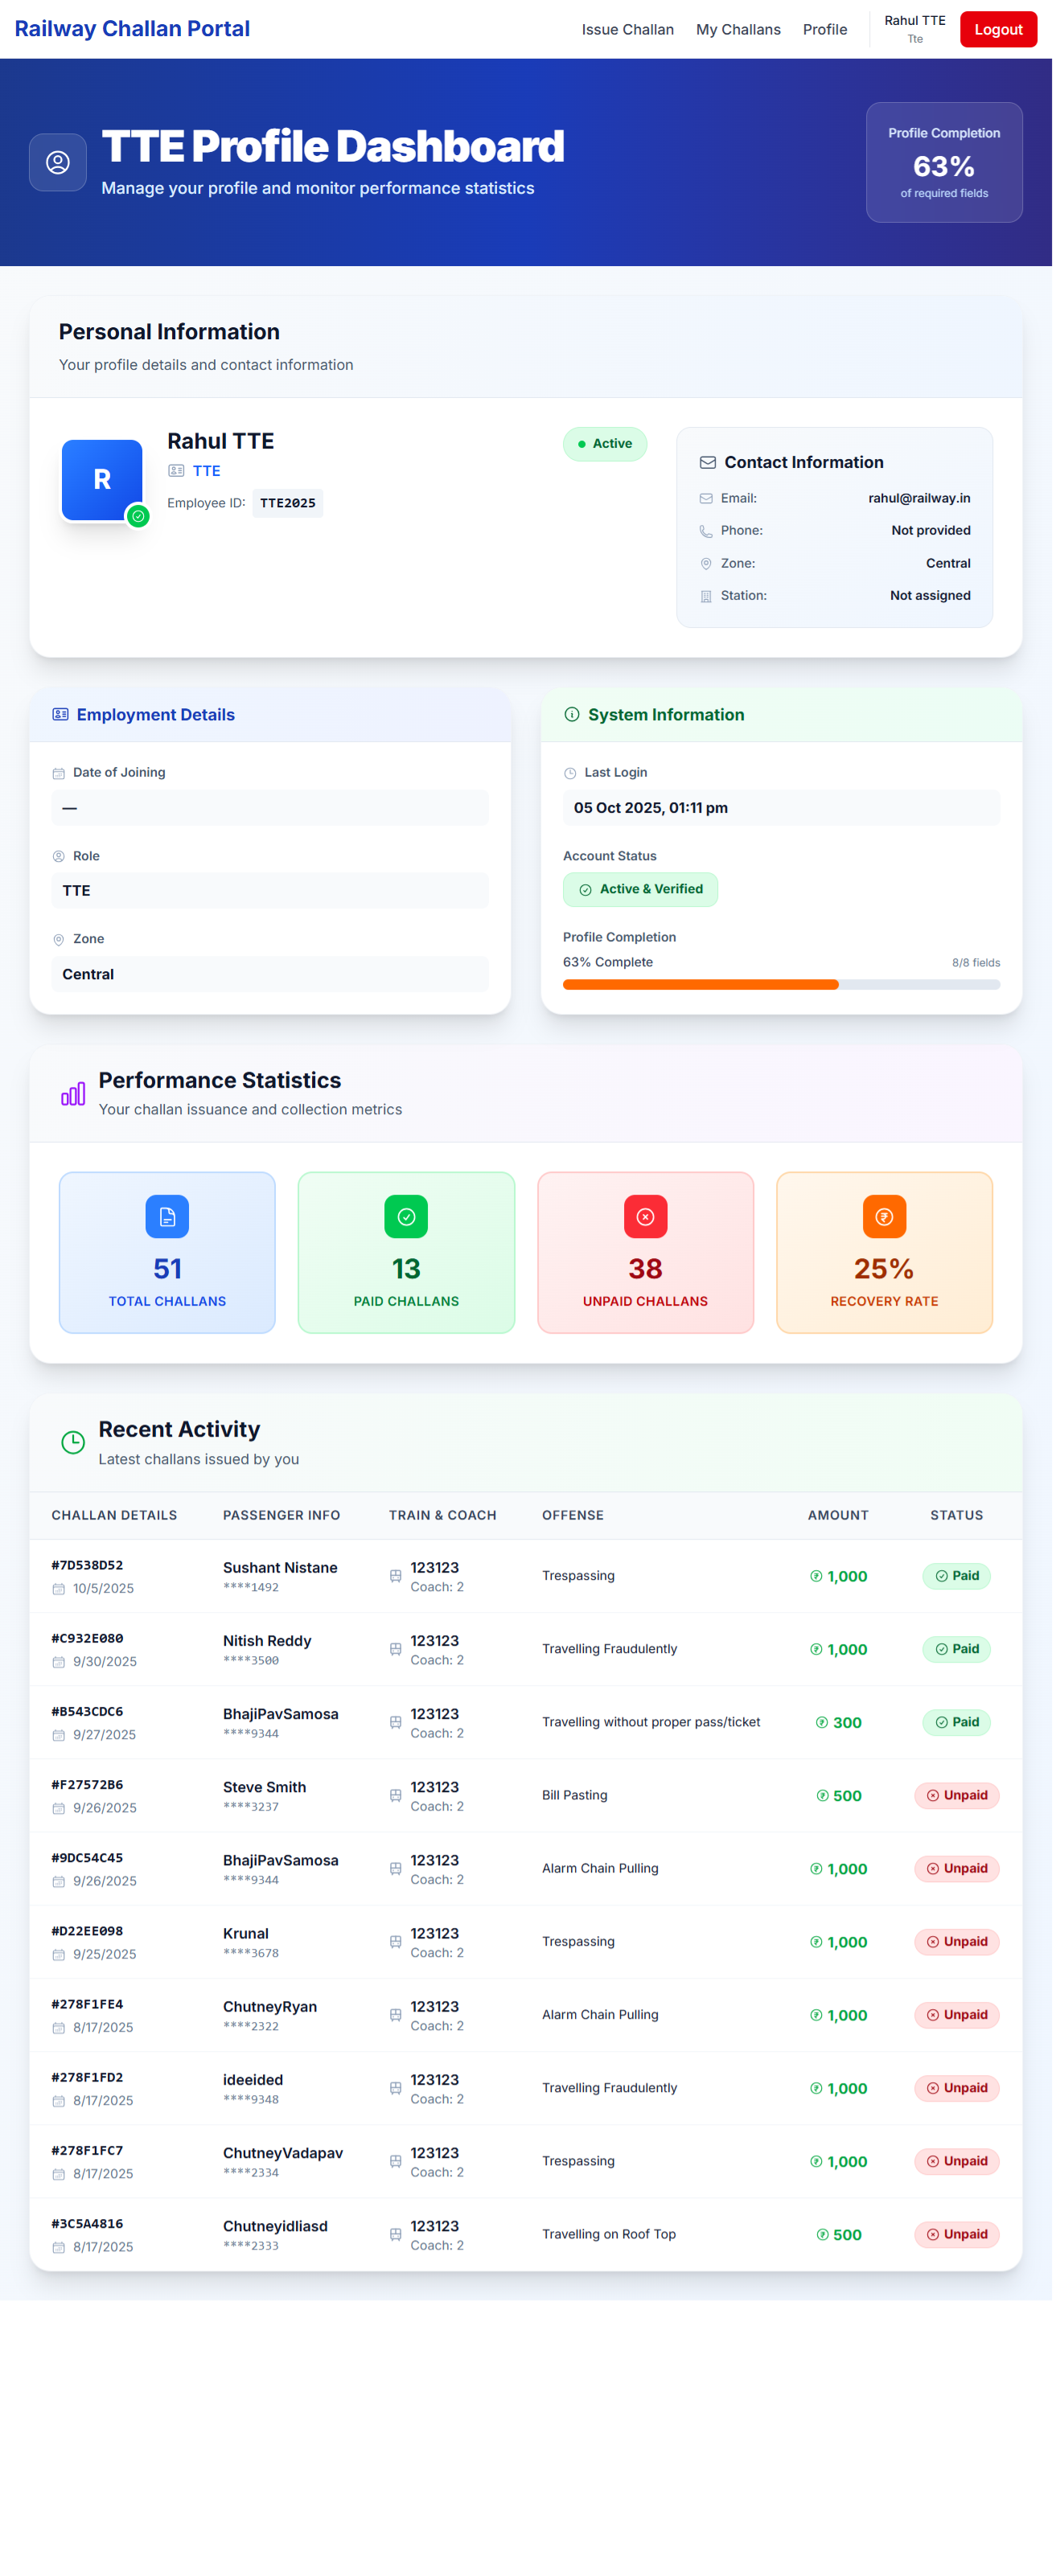 Railway Challan Portal
Issue Challan My Challans Profile Rahul TTE Logout
Tte
TTE Profile Dashboard
Manage your profile and monitor performance statistics
Profile Completion
63%
of required fields
Personal Information
Your profile details and contact information
R
Rahul TTE
TTE
Employee ID: TTE2025
Active
Contact Information
Email: rahul@railway.in
Phone: Not provided
Zone: Central
Station: Not assigned
Employment Details
Date of Joining
—
Role
TTE
Zone
Central
System Information
Last Login
05 Oct 2025, 01:11 pm
Account Status
Active & Verified
Profile Completion
63% Complete 8/8 fields
Performance Statistics
Your challan issuance and collection metrics
51
TOTAL CHALLANS
13
PAID CHALLANS
38
UNPAID CHALLANS
25%
RECOVERY RATE
Recent Activity
Latest challans issued by you
CHALLAN DETAILS PASSENGER INFO TRAIN & COACH OFFENSE AMOUNT STATUS
#7D538D52 Sushant Nistane 123123 Trespassing ₹ 1,000 Paid
10/5/2025 ****1492 Coach: 2
#C932E080 Nitish Reddy 123123 Travelling Fraudulently ₹ 1,000 Paid
9/30/2025 ****3500 Coach: 2
#B543CDC6 BhajiPavSamosa 123123 Travelling without proper pass/ticket ₹ 300 Paid
9/27/2025 ****9344 Coach: 2
#F27572B6 Steve Smith 123123 Bill Pasting ₹ 500 Unpaid
9/26/2025 ****3237 Coach: 2
#9DC54C45 BhajiPavSamosa 123123 Alarm Chain Pulling ₹ 1,000 Unpaid
9/26/2025 ****9344 Coach: 2
#D22EE098 Krunal 123123 Trespassing ₹ 1,000 Unpaid
9/25/2025 ****3678 Coach: 2
#278F1FE4 ChutneyRyan 123123 Alarm Chain Pulling ₹ 1,000 Unpaid
8/17/2025 ****2322 Coach: 2
#278F1FD2 ideeided 123123 Travelling Fraudulently ₹ 1,000 Unpaid
8/17/2025 ****9348 Coach: 2
#278F1FC7 ChutneyVadapav 123123 Trespassing ₹ 1,000 Unpaid
8/17/2025 ****2334 Coach: 2
#3C5A4816 Chutneyidliasd 123123 Travelling on Roof Top ₹ 500 Unpaid
8/17/2025 ****2333 Coach: 2